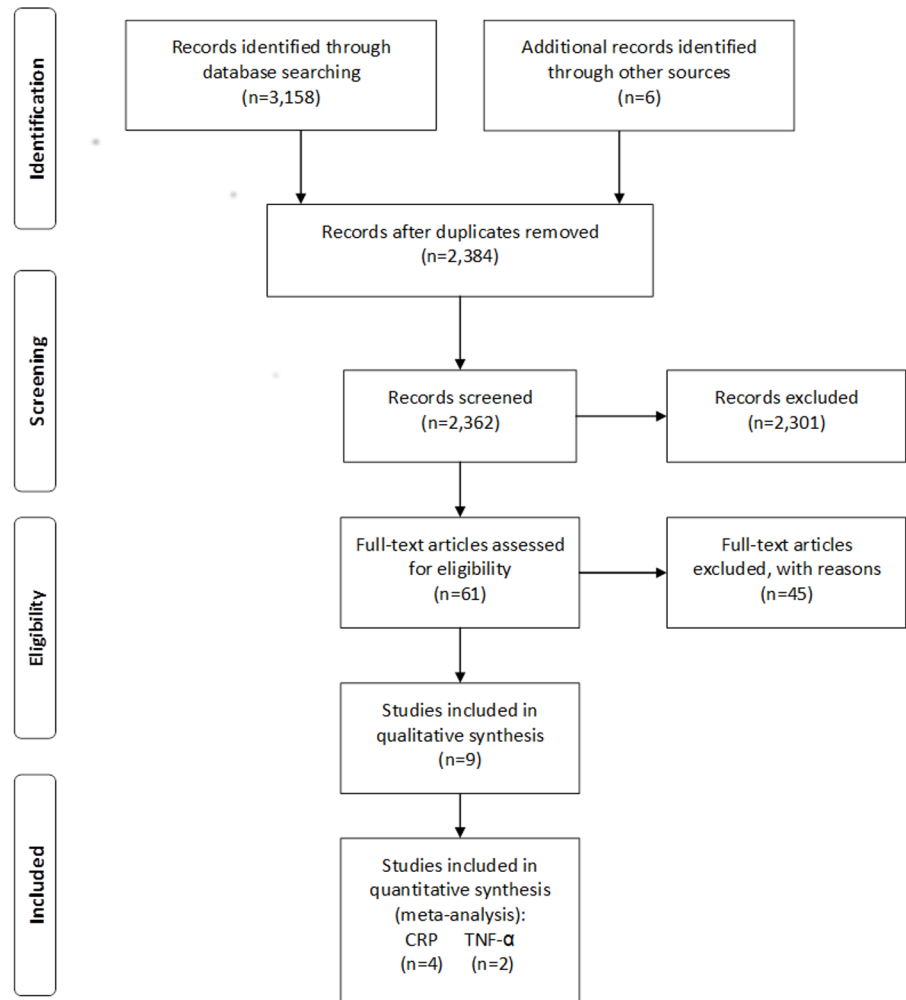 Identification
Records identified through
database searching
(n=3,158)
Additional records identified
through other sources
(n=6)
Records after duplicates removed
(n=2,384)
Screening
Records screened
(n=2,362)
Records excluded
(n=2,301)
Eligibility
Full-text articles assessed
for eligibility
(n=61)
Full-text articles
excluded, with reasons
(n=45)
Studies included in
qualitative synthesis
(n=9)
Included
Studies included in
quantitative synthesis
(meta-analysis):
CRP TNF-α
(n=4) (n=2)